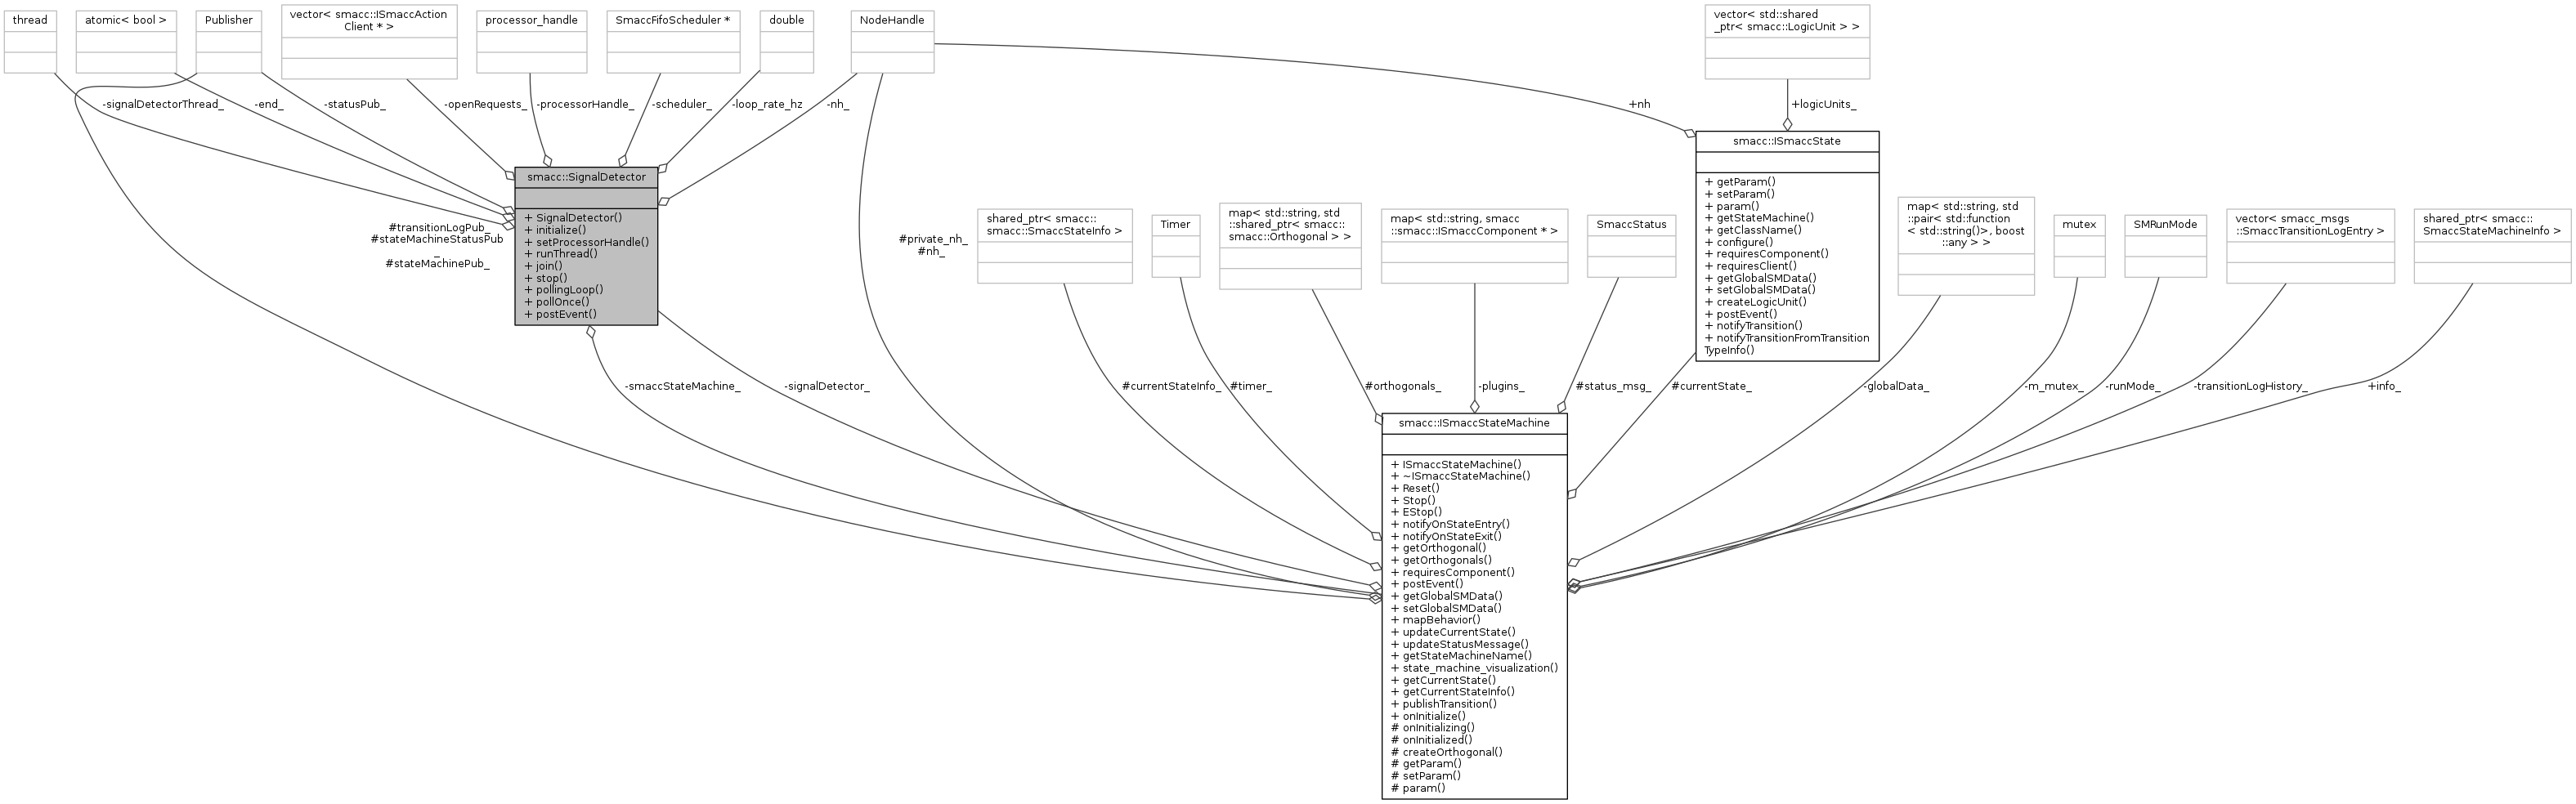 thread
atomic< bool >
Publisher
vector< smacc::ISmaccAction
Client * >
processor_handle
SmaccFifoScheduler *
double
NodeHandle
vector< std::shared
_ptr< smacc::LogicUnit > >
-signalDetectorThread_
-end_
-statusPub_
-openRequests_
-processorHandle_
-scheduler_
-loop_rate_hz
-nh_
+nh
+logicUnits_
smacc::SignalDetector
+ SignalDetector()
+ initialize()
+ setProcessorHandle()
+ runThread()
+ join()
+ stop()
+ pollingLoop()
+ pollOnce()
+ postEvent()
smacc::ISmaccState
+ getParam()
+ setParam()
+ param()
+ getStateMachine()
+ getClassName()
+ configure()
+ requiresComponent()
+ requiresClient()
+ getGlobalSMData()
+ setGlobalSMData()
+ createLogicUnit()
+ postEvent()
+ notifyTransition()
+ notifyTransitionFromTransition
TypeInfo()
#transitionLogPub_
#stateMachineStatusPub
_
#stateMachinePub_
#private_nh_
#nh_
shared_ptr< smacc::
smacc::SmaccStateInfo >
Timer
map< std::string, std
::shared_ptr< smacc::
smacc::Orthogonal > >
map< std::string, smacc
::smacc::ISmaccComponent * >
SmaccStatus
map< std::string, std
::pair< std::function
< std::string()>, boost
::any > >
mutex
SMRunMode
vector< smacc_msgs
::SmaccTransitionLogEntry >
shared_ptr< smacc::
SmaccStateMachineInfo >
-smaccStateMachine_
-signalDetector_
#currentStateInfo_
#timer_
#orthogonals_
-plugins_
#status_msg_
#currentState_
-globalData_
-m_mutex_
-runMode_
-transitionLogHistory_
+info_
smacc::ISmaccStateMachine
+ ISmaccStateMachine()
+ ~ISmaccStateMachine()
+ Reset()
+ Stop()
+ EStop()
+ notifyOnStateEntry()
+ notifyOnStateExit()
+ getOrthogonal()
+ getOrthogonals()
+ requiresComponent()
+ postEvent()
+ getGlobalSMData()
+ setGlobalSMData()
+ mapBehavior()
+ updateCurrentState()
+ updateStatusMessage()
+ getStateMachineName()
+ state_machine_visualization()
+ getCurrentState()
+ getCurrentStateInfo()
+ publishTransition()
+ onInitialize()
# onInitializing()
# onInitialized()
# createOrthogonal()
# getParam()
# setParam()
# param()